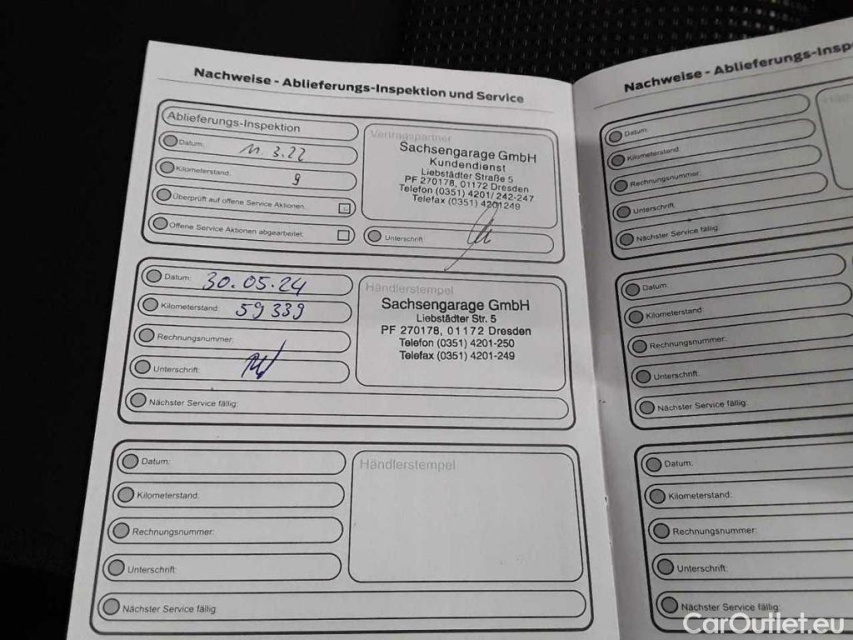 Nachweise - Ablieferungs-Inspektion und Service
Ablieferungs-Inspektion
Datum: 11.3.22
Kilometerstand: 9
Überprüft auf offene Service Aktionen:
Offene Service Aktionen abgearbeitet:
Vertragspartner
Sachsengarage GmbH
Kundendienst
Liebstädter Straße 5
PF 270178, 01172 Dresden
Telefon (0351) 4201/ 242-247
Telefax (0351) 4201249
Unterschrift:
Datum: 30.05.24
Kilometerstand: 59339
Rechnungsnummer:
Unterschrift:
Nächster Service fällig:
Händlerstempel
Sachsengarage GmbH
Liebstädter Str. 5
PF 270178, 01172 Dresden
Telefon (0351) 4201-250
Telefax (0351) 4201-249
Datum:
Kilometerstand:
Rechnungsnummer:
Unterschrift:
Nächster Service fällig:
Händlerstempel
Nachweise - Ablieferungs-Insp
Datum:
Kilometerstand:
Rechnungsnummer:
Unterschrift:
Nächster Service fällig:
Datum:
Kilometerstand:
Rechnungsnummer:
Unterschrift:
Nächster Service fällig:
Datum:
Kilometerstand:
Rechnungsnummer:
Unterschrift:
Nächster Service fällig:
CarOutlet.eu